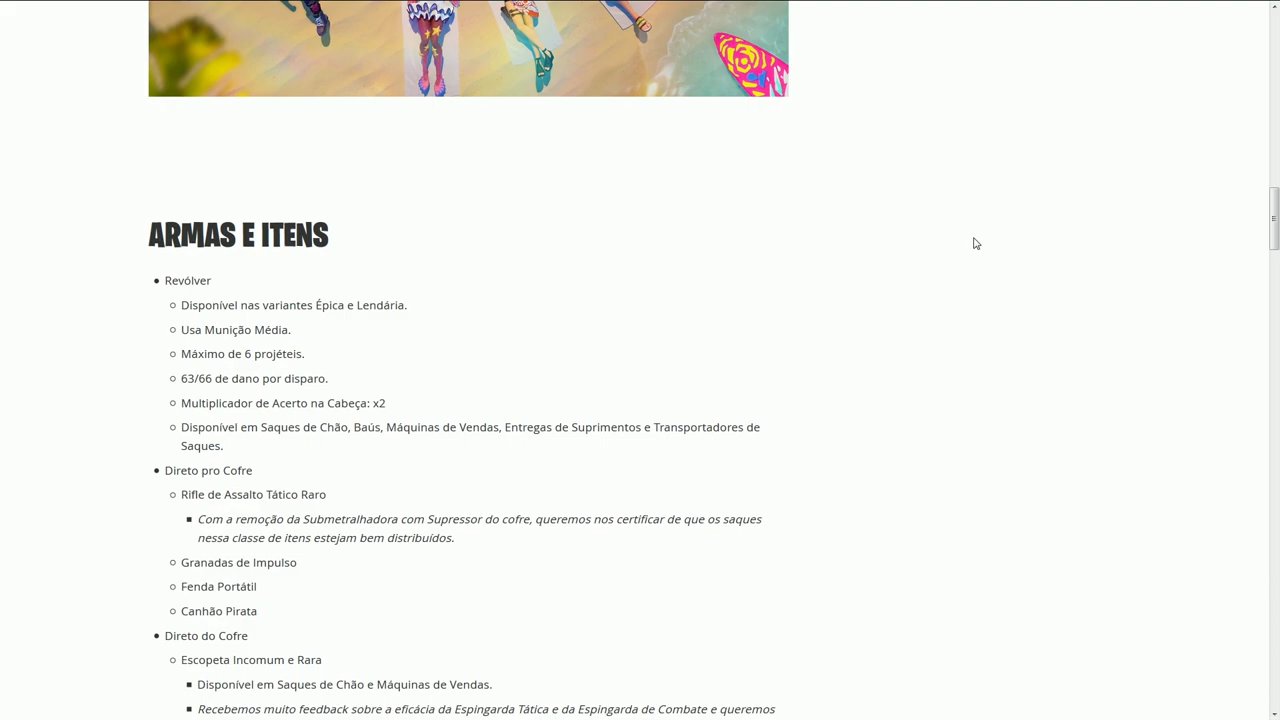 ARMAS E ITENS
Revólver
Disponível nas variantes Épica e Lendária.
Usa Munição Média.
Máximo de 6 projéteis.
63/66 de dano por disparo.
Multiplicador de Acerto na Cabeça: x2
Disponível em Saques de Chão, Baús, Máquinas de Vendas, Entregas de Suprimentos e Transportadores de
Saques.
Direto pro Cofre
Rifle de Assalto Tático Raro
Com a remoção da Submetralhadora com Supressor do cofre, queremos nos certificar de que os saques
nessa classe de itens estejam bem distribuídos.
Granadas de Impulso
Fenda Portátil
Canhão Pirata
Direto do Cofre
Escopeta Incomum e Rara
Disponível em Saques de Chão e Máquinas de Vendas.
Recebemos muito feedback sobre a eficácia da Espingarda Tática e da Espingarda de Combate e queremos